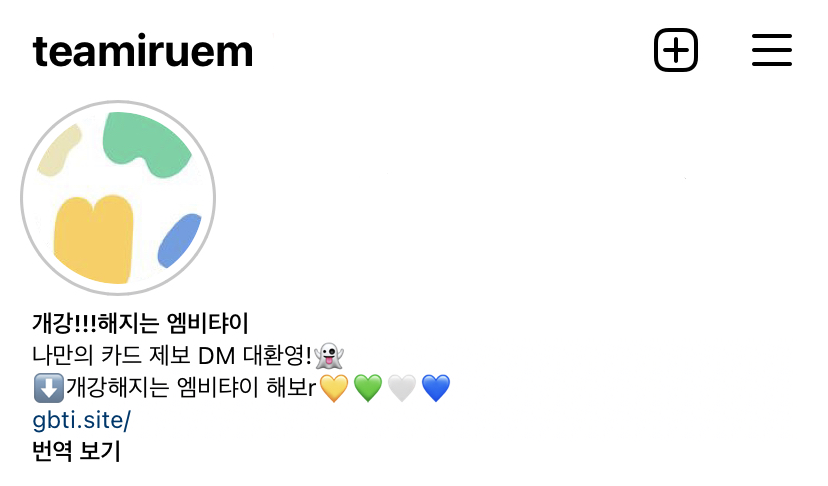 teamiruem
개강!!!해지는 엠비탸이
나만의 카드 제보 DM 대환영!👻
⬇️개강해지는 엠비탸이 해보r💛💚🤍💙
gbti.site/
번역 보기